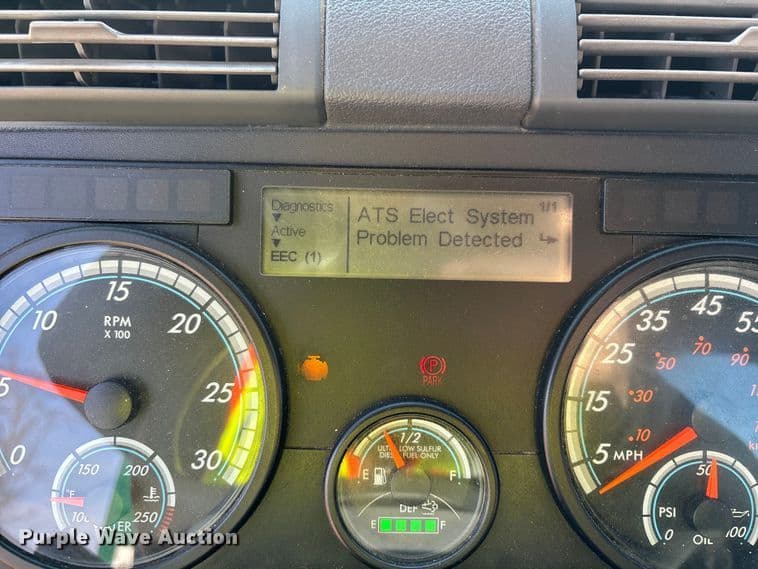 Diagnostics
Active
EEC (1)
ATS Elect System 1/1
Problem Detected
RPM
X 100
0
5
10
15
20
25
30
°F
150
200
250
PARK
1/2
ULTRA LOW SULFUR
DIESEL FUEL ONLY
E
F
DEF
E
F
5 MPH
15
25
35
45
55
10
30
50
70
90
PSI
0
50
100
OIL
Purple Wave Auction